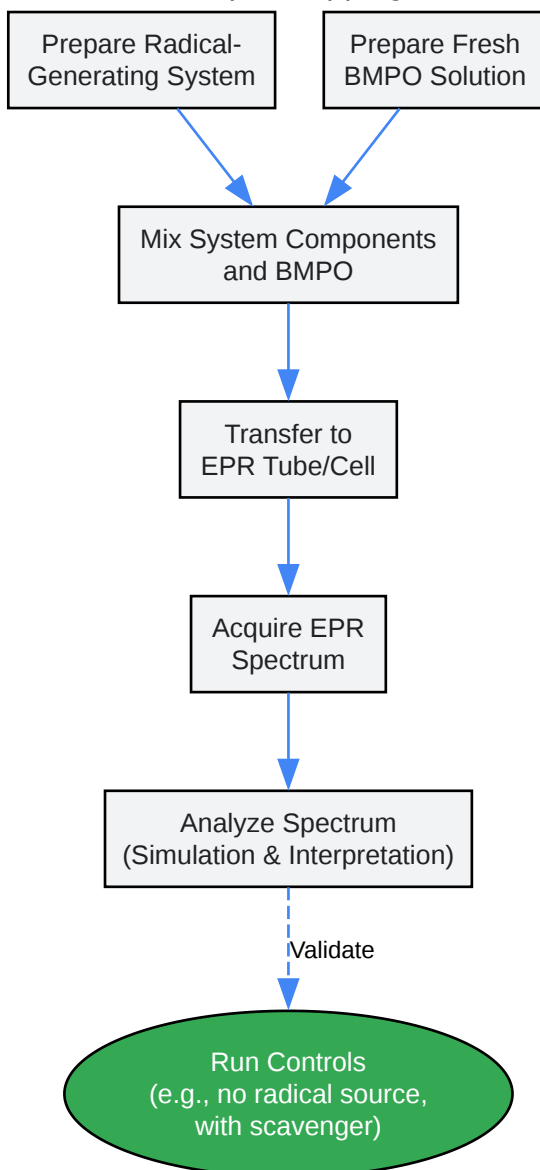 Prepare Radical-
Generating System
Prepare Fresh
BMPO Solution
Mix System Components
and BMPO
Transfer to
EPR Tube/Cell
Acquire EPR
Spectrum
Analyze Spectrum
(Simulation & Interpretation)
Validate
Run Controls
(e.g., no radical source,
with scavenger)